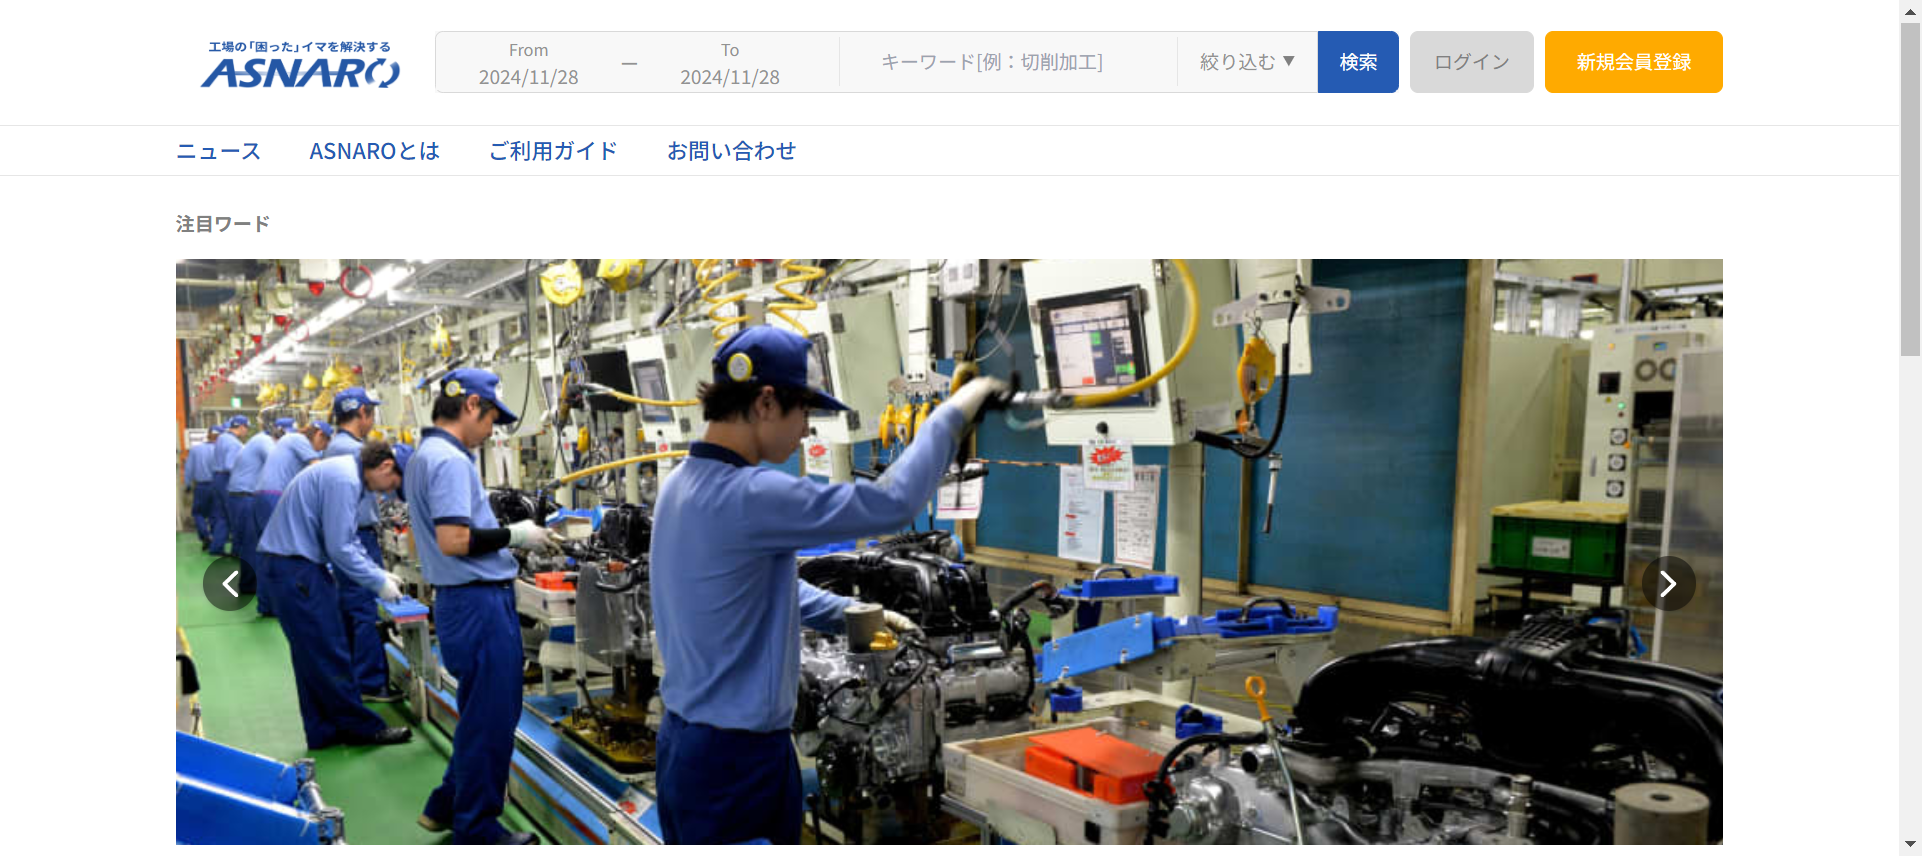 工場の「困った」イマを解決する
ASNARO
From
2024/11/28
—
To
2024/11/28
キーワード[例：切削加工]
絞り込む▼
検索
ログイン
新規会員登録
ニュース
ASNAROとは
ご利用ガイド
お問い合わせ
注目ワード